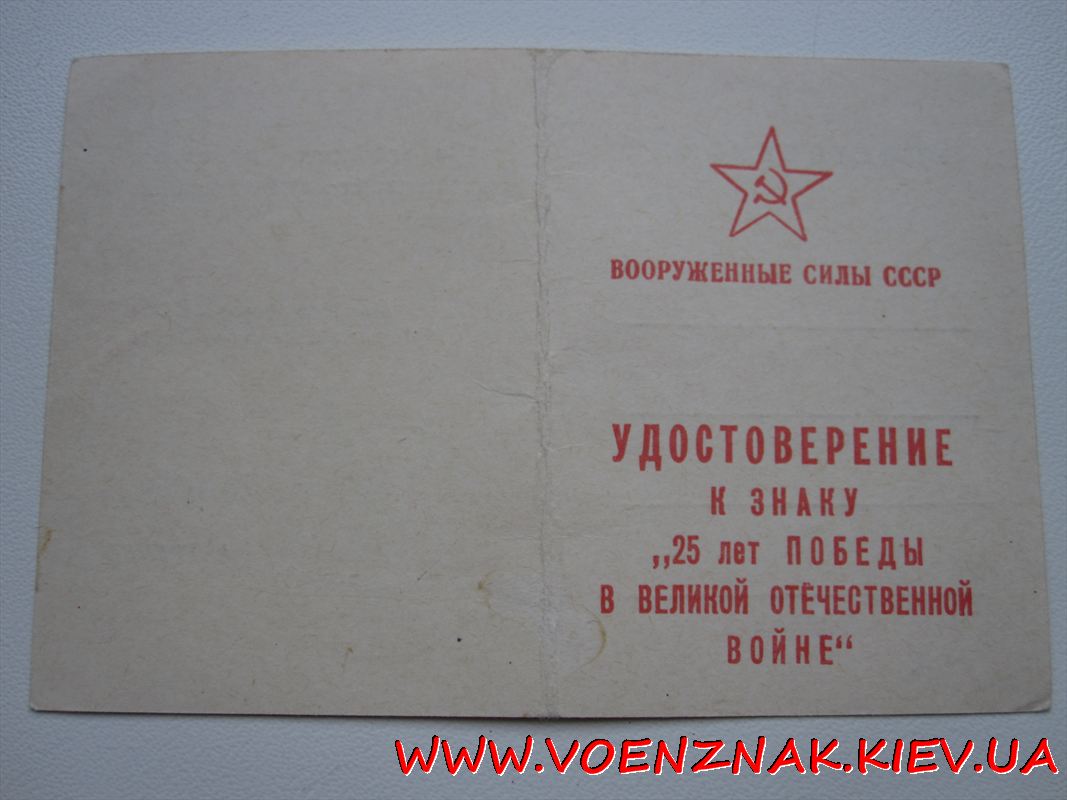 ВООРУЖЕННЫЕ СИЛЫ СССР
УДОСТОВЕРЕНИЕ
К ЗНАКУ
„25 лет ПОБЕДЫ
В ВЕЛИКОЙ ОТЕЧЕСТВЕННОЙ
ВОЙНЕ“
WWW.VOENZNAK.KIEV.UA